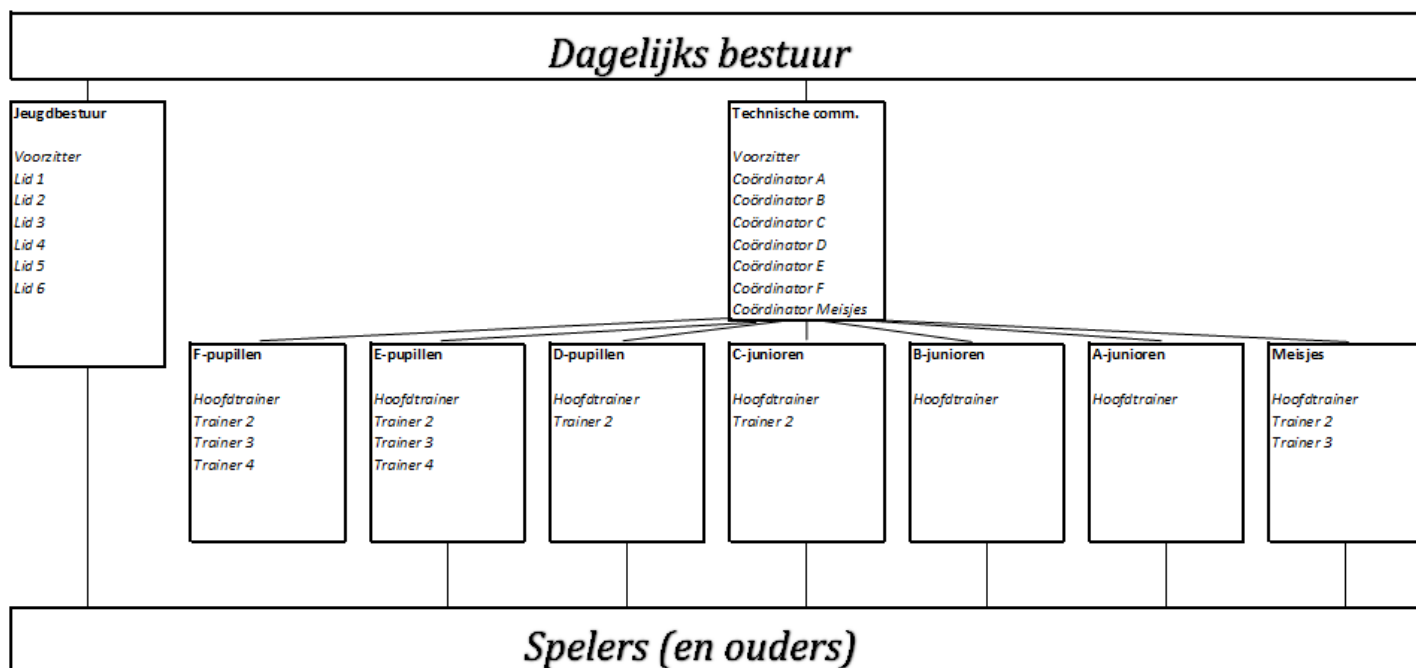 Dagelijks bestuur
Jeugdbestuur
Voorzitter
Lid 1
Lid 2
Lid 3
Lid 4
Lid 5
Lid 6
Technische comm.
Voorzitter
Coördinator A
Coördinator B
Coördinator C
Coördinator D
Coördinator E
Coördinator F
Coördinator Meisjes
F-pupillen
Hoofdtrainer
Trainer 2
Trainer 3
Trainer 4
E-pupillen
Hoofdtrainer
Trainer 2
Trainer 3
Trainer 4
D-pupillen
Hoofdtrainer
Trainer 2
C-junioren
Hoofdtrainer
Trainer 2
B-junioren
Hoofdtrainer
A-junioren
Hoofdtrainer
Meisjes
Hoofdtrainer
Trainer 2
Trainer 3
Spelers (en ouders)